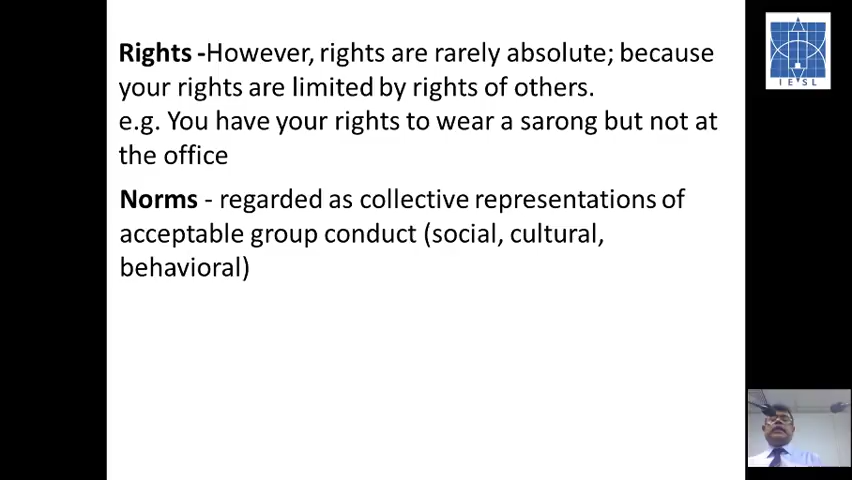 Rights -However, rights are rarely absolute; because
your rights are limited by rights of others.
e.g. You have your rights to wear a sarong but not at
the office
Norms - regarded as collective representations of
acceptable group conduct (social, cultural,
behavioral)
I E S L